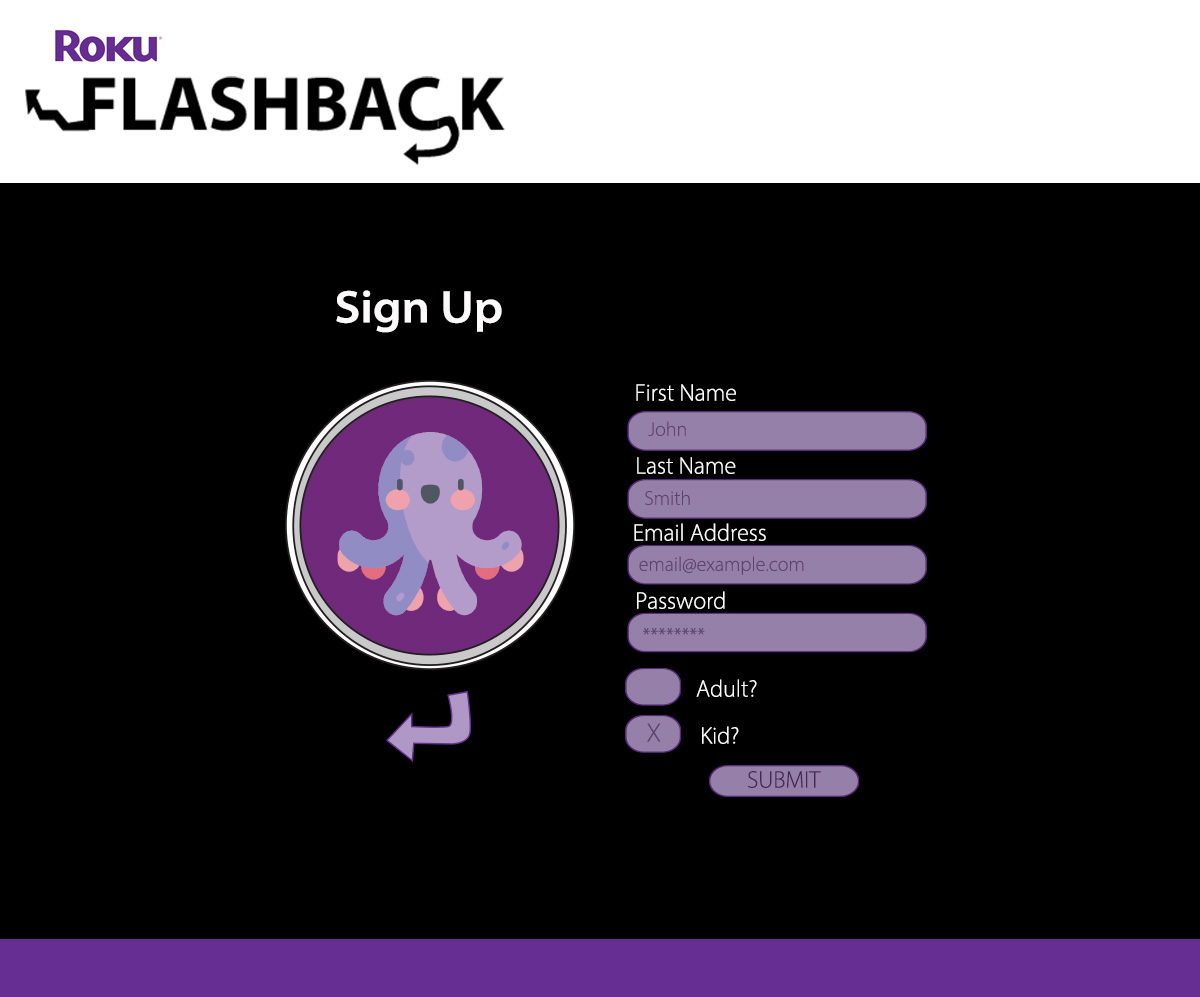 Roku
FLASHBACK
Sign Up
First Name
John
Last Name
Smith
Email Address
email@example.com
Password
********
Adult?
X Kid?
SUBMIT